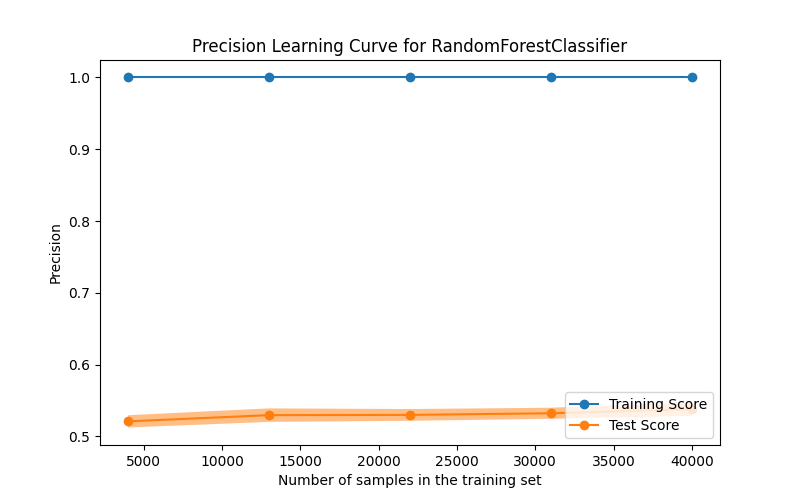 Precision Learning Curve for RandomForestClassifier
Precision
1.0
0.9
0.8
0.7
0.6
0.5
Training Score
Test Score
5000 10000 15000 20000 25000 30000 35000 40000
Number of samples in the training set